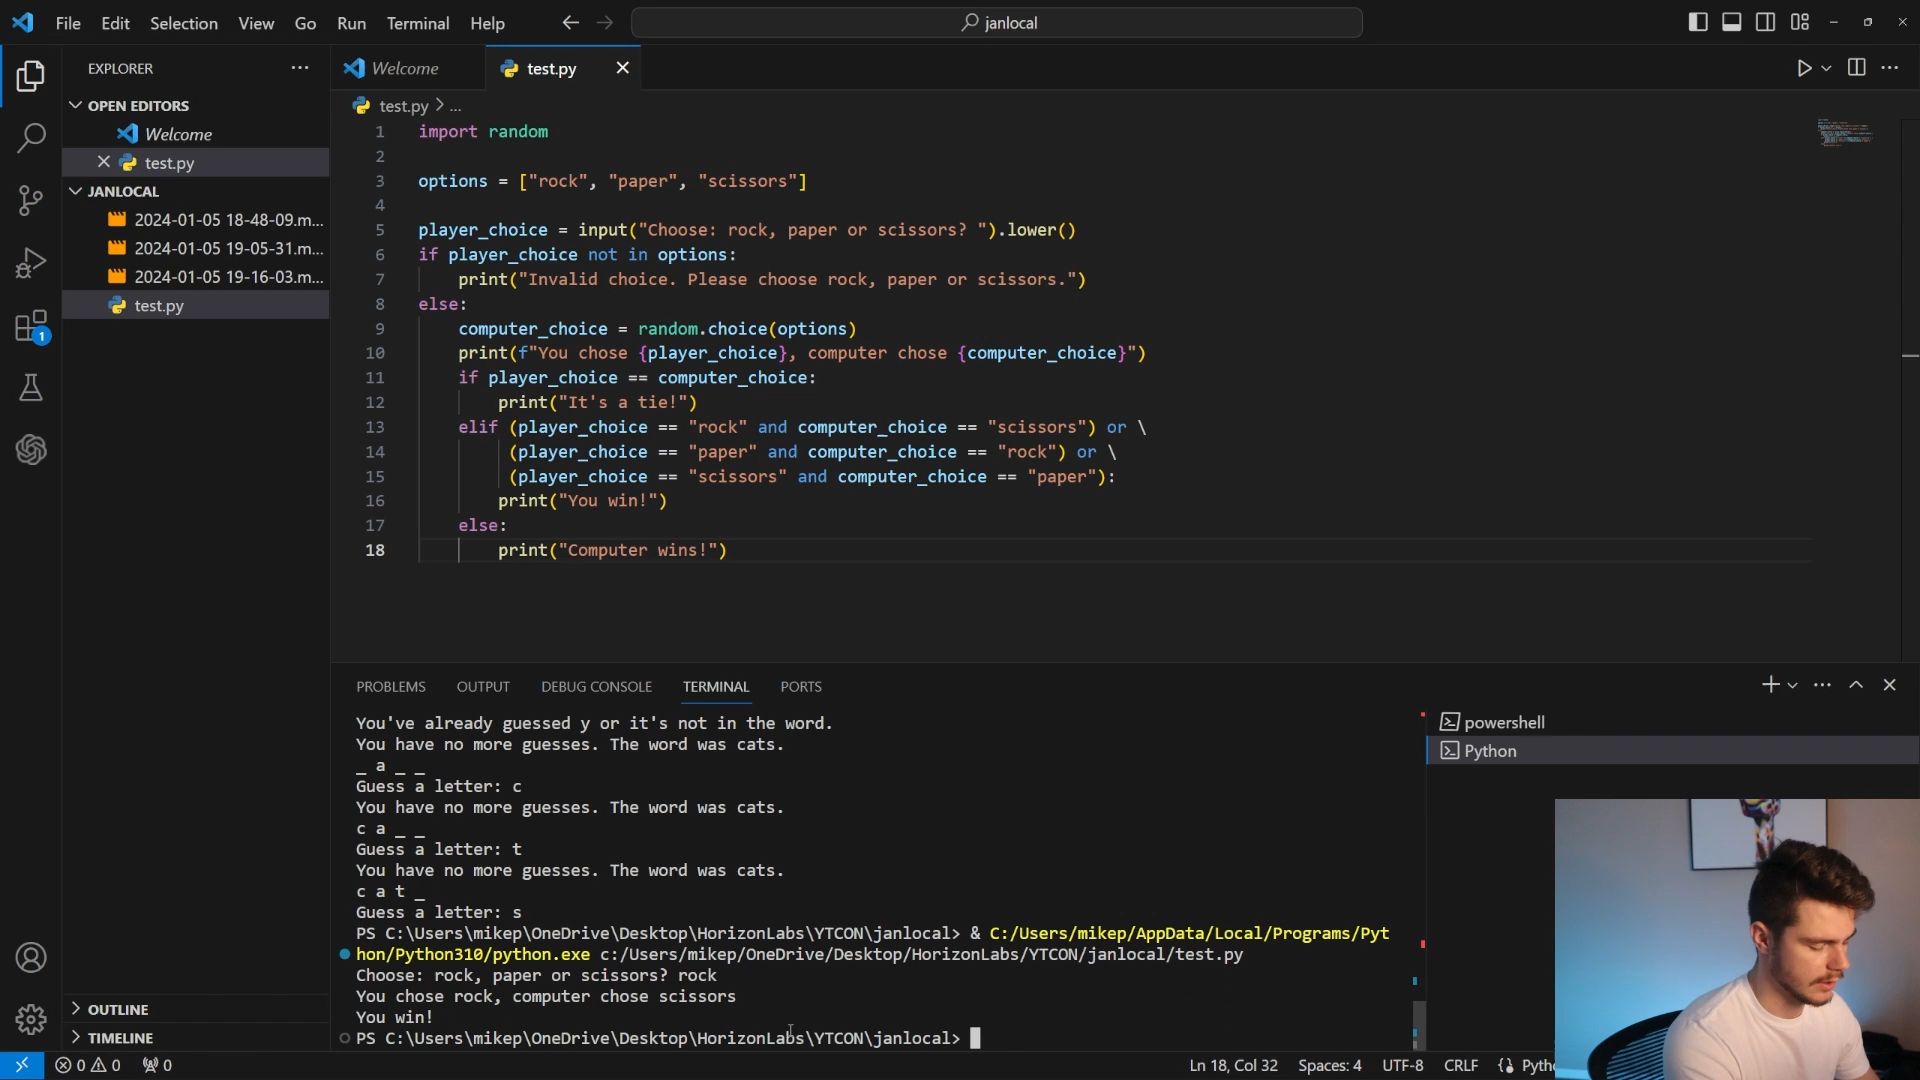 File Edit Selection View Go Run Terminal Help
janlocal
EXPLORER
OPEN EDITORS
Welcome
test.py
JANLOCAL
2024-01-05 18-48-09.m...
2024-01-05 19-05-31.m...
2024-01-05 19-16-03.m...
test.py
OUTLINE
TIMELINE
1
Welcome
test.py
test.py > ...
1 import random
2
3 options = ["rock", "paper", "scissors"]
4
5 player_choice = input("Choose: rock, paper or scissors? ").lower()
6 if player_choice not in options:
7     print("Invalid choice. Please choose rock, paper or scissors.")
8 else:
9     computer_choice = random.choice(options)
10     print(f"You chose {player_choice}, computer chose {computer_choice}")
11     if player_choice == computer_choice:
12         print("It's a tie!")
13     elif (player_choice == "rock" and computer_choice == "scissors") or \
14          (player_choice == "paper" and computer_choice == "rock") or \
15          (player_choice == "scissors" and computer_choice == "paper"):
16         print("You win!")
17     else:
18         print("Computer wins!")
PROBLEMS OUTPUT DEBUG CONSOLE TERMINAL PORTS
You've already guessed y or it's not in the word.
You have no more guesses. The word was cats.
_ a _ _
Guess a letter: c
You have no more guesses. The word was cats.
c a _ _
Guess a letter: t
You have no more guesses. The word was cats.
c a t _
Guess a letter: s
PS C:\Users\mikep\OneDrive\Desktop\HorizonLabs\YTCON\janlocal> & C:/Users/mikep/AppData/Local/Programs/Pyt
hon/Python310/python.exe c:/Users/mikep/OneDrive/Desktop/HorizonLabs/YTCON/janlocal/test.py
Choose: rock, paper or scissors? rock
You chose rock, computer chose scissors
You win!
PS C:\Users\mikep\OneDrive\Desktop\HorizonLabs\YTCON\janlocal>
powershell
Python
0 0 0
Ln 18, Col 32 Spaces: 4 UTF-8 CRLF {} Pytho